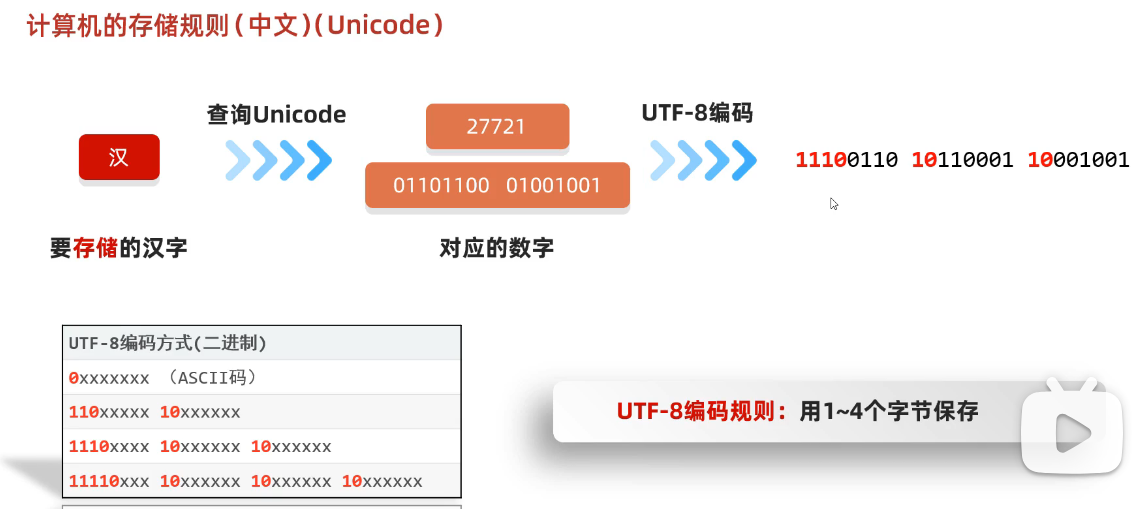 计算机的存储规则(中文)(Unicode)
查询Unicode
UTF-8编码
汉
27721
01101100 01001001
11100110 10110001 10001001
要存储的汉字
对应的数字
UTF-8编码方式(二进制)
0xxxxxxx （ASCII码）
110xxxxx 10xxxxxx
1110xxxx 10xxxxxx 10xxxxxx
11110xxx 10xxxxxx 10xxxxxx 10xxxxxx
UTF-8编码规则：用1~4个字节保存